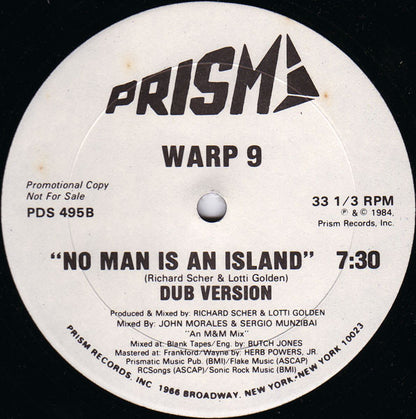 PRISM
WARP 9
Promotional Copy
Not For Sale
PDS 495B
33 1/3 RPM
℗ & © 1984,
Prism Records, Inc.
"NO MAN IS AN ISLAND" 7:30
(Richard Scher & Lotti Golden)
DUB VERSION
Produced & Mixed by: RICHARD SCHER & LOTTI GOLDEN
Mixed By: JOHN MORALES & SERGIO MUNZIBAI
"An M&M Mix"
Mixed at: Blank Tapes/Eng. by: BUTCH JONES
Mastered at: Frankford/Wayne by: HERB POWERS, JR.
Prismatic Music Pub. (BMI)/Flake Music (ASCAP)
RCSongs (ASCAP)/Sonic Rock Music (BMI)
PRISM RECORDS, INC. 1966 BROADWAY, NEW YORK, NEW YORK 10023